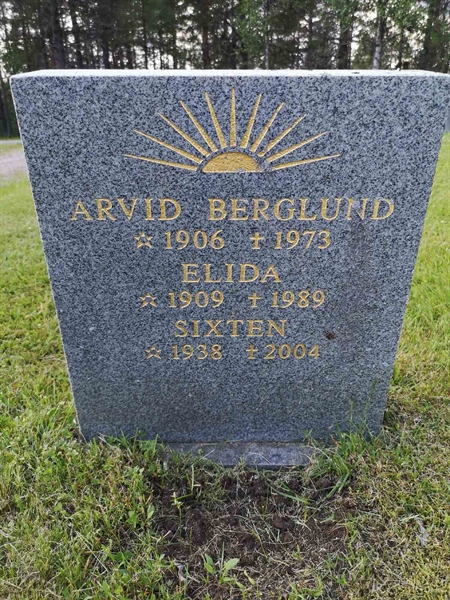 ARVID BERGLUND
☆ 1906 ✝ 1973
ELIDA
☆ 1909 ✝ 1989
SIXTEN
☆ 1938 ✝ 2004